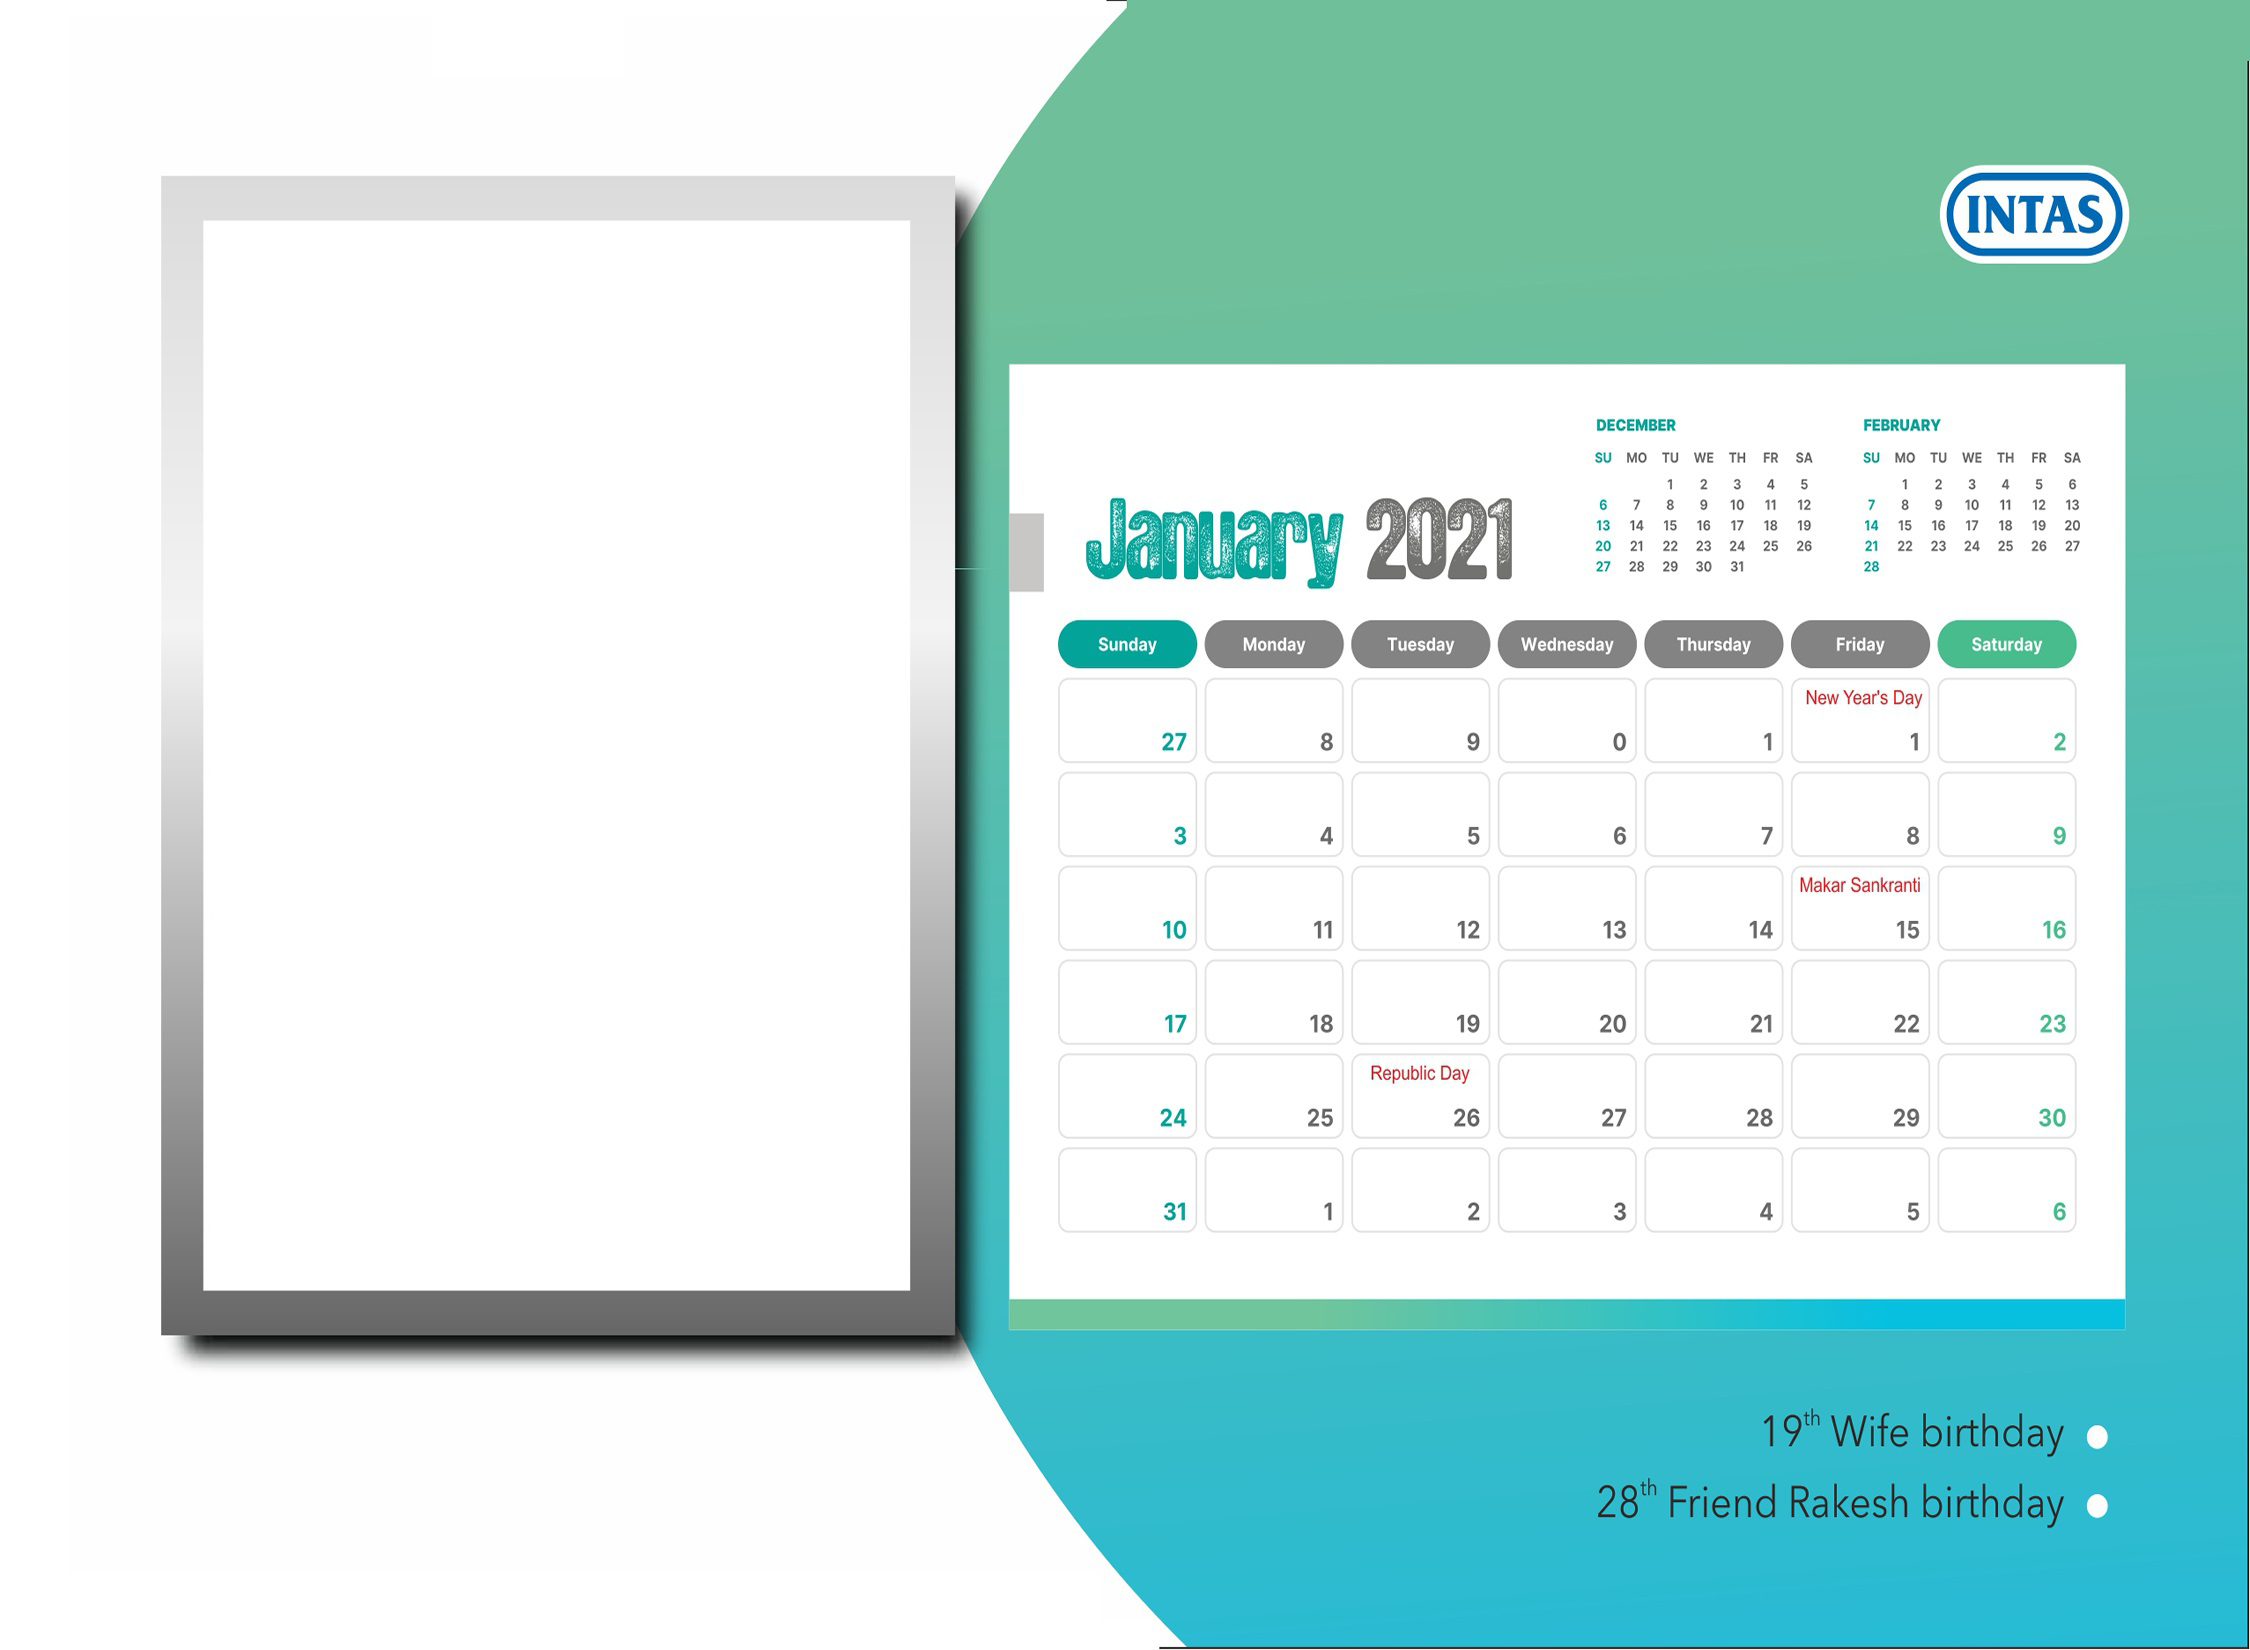 INTAS
DECEMBER
SU MO TU WE TH FR SA
1 2 3 4 5
6 7 8 9 10 11 12
13 14 15 16 17 18 19
20 21 22 23 24 25 26
27 28 29 30 31
FEBRUARY
SU MO TU WE TH FR SA
1 2 3 4 5 6
7 8 9 10 11 12 13
14 15 16 17 18 19 20
21 22 23 24 25 26 27
28
January 2021
Sunday Monday Tuesday Wednesday Thursday Friday Saturday
New Year's Day
27 8 9 0 1 1 2
3 4 5 6 7 8 9
Makar Sankranti
10 11 12 13 14 15 16
17 18 19 20 21 22 23
Republic Day
24 25 26 27 28 29 30
31 1 2 3 4 5 6
19th Wife birthday
28th Friend Rakesh birthday